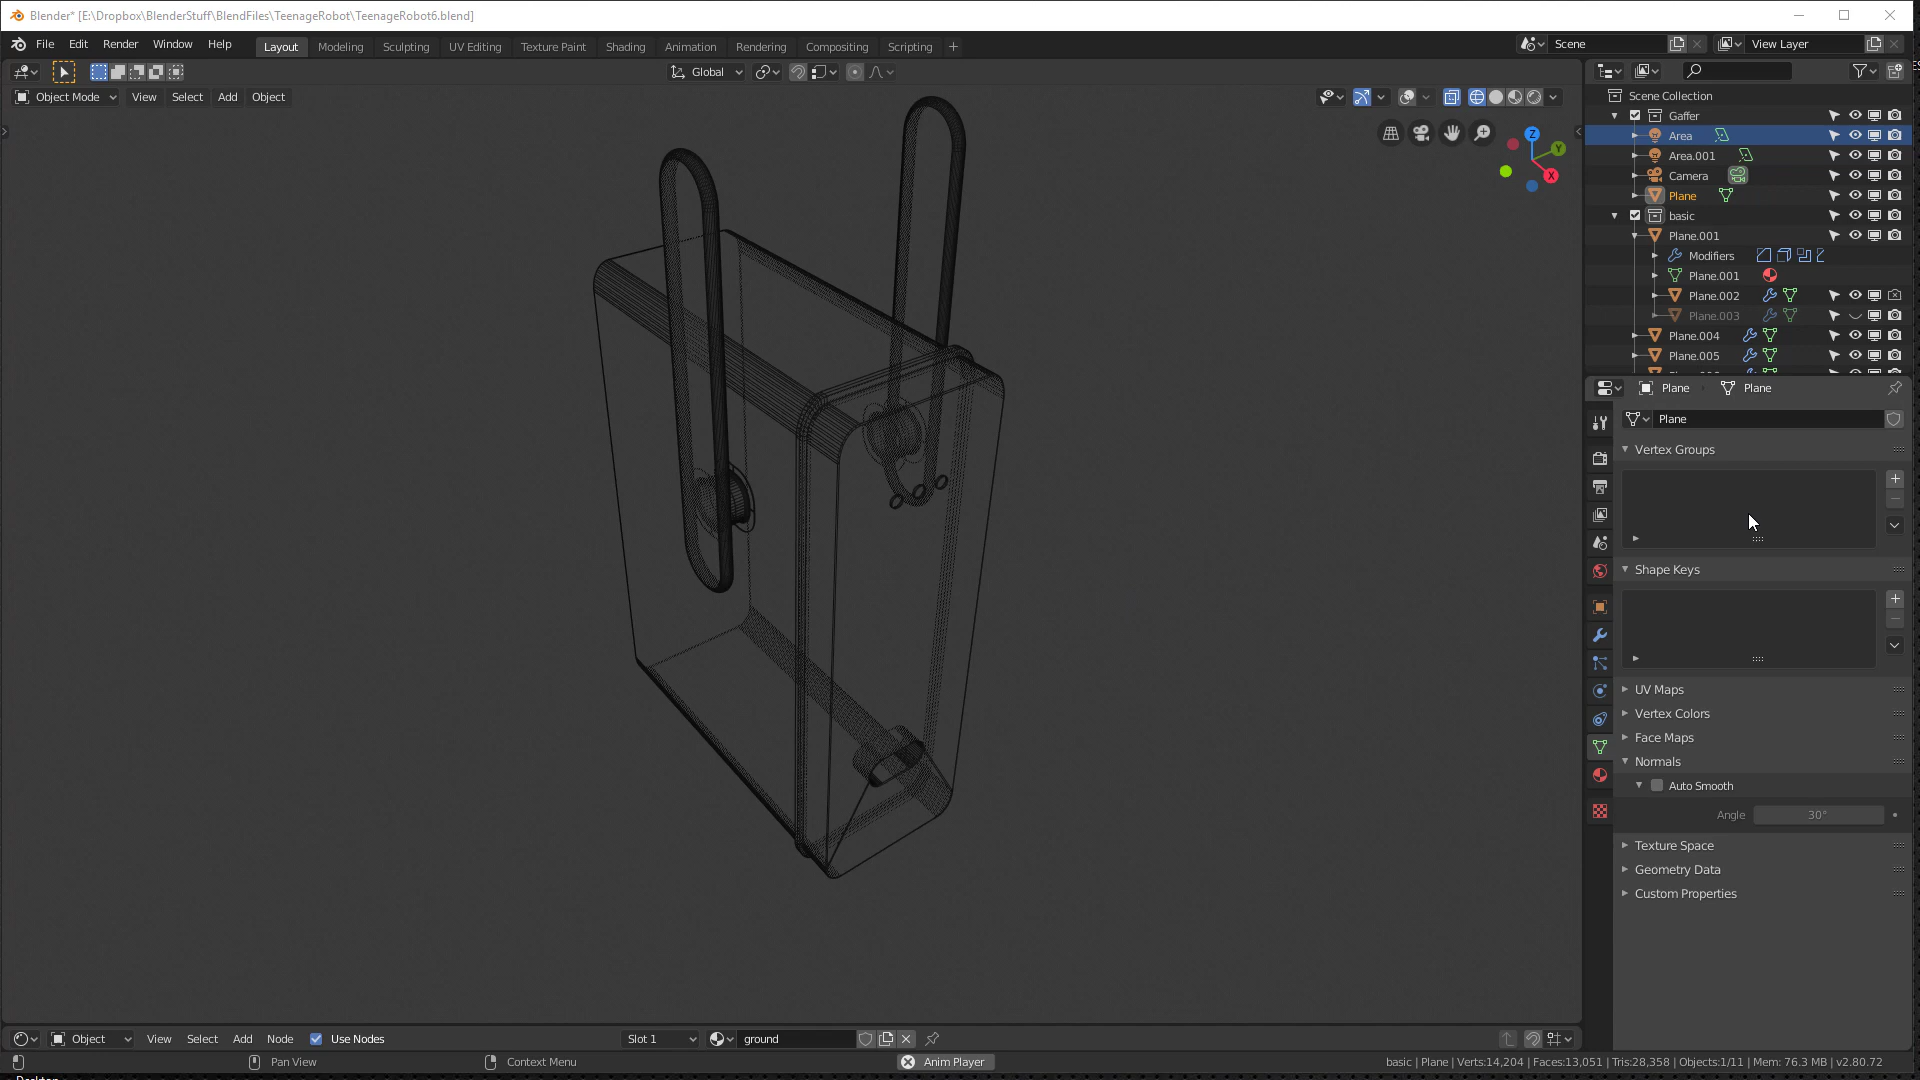 Blender* [E:\Dropbox\BlenderStuff\BlendFiles\TeenageRobot\TeenageRobot6.blend]
File Edit Render Window Help Layout Modeling Sculpting UV Editing Texture Paint Shading Animation Rendering Compositing Scripting + Scene View Layer
Global
Object Mode View Select Add Object
Scene Collection
Gaffer
Area
Area.001
Camera
Plane
basic
Plane.001
Modifiers
Plane.001
Plane.002
Plane.003
Plane.004
Plane.005
Z
Y
X
Plane Plane
Plane
Vertex Groups
Shape Keys
UV Maps
Vertex Colors
Face Maps
Normals
Auto Smooth
Angle 30°
Texture Space
Geometry Data
Custom Properties
Object View Select Add Node Use Nodes Slot 1 ground
Pan View Context Menu Anim Player basic | Plane | Verts:14,204 | Faces:13,051 | Tris:28,358 | Objects:1/11 | Mem: 76.3 MB | v2.80.72